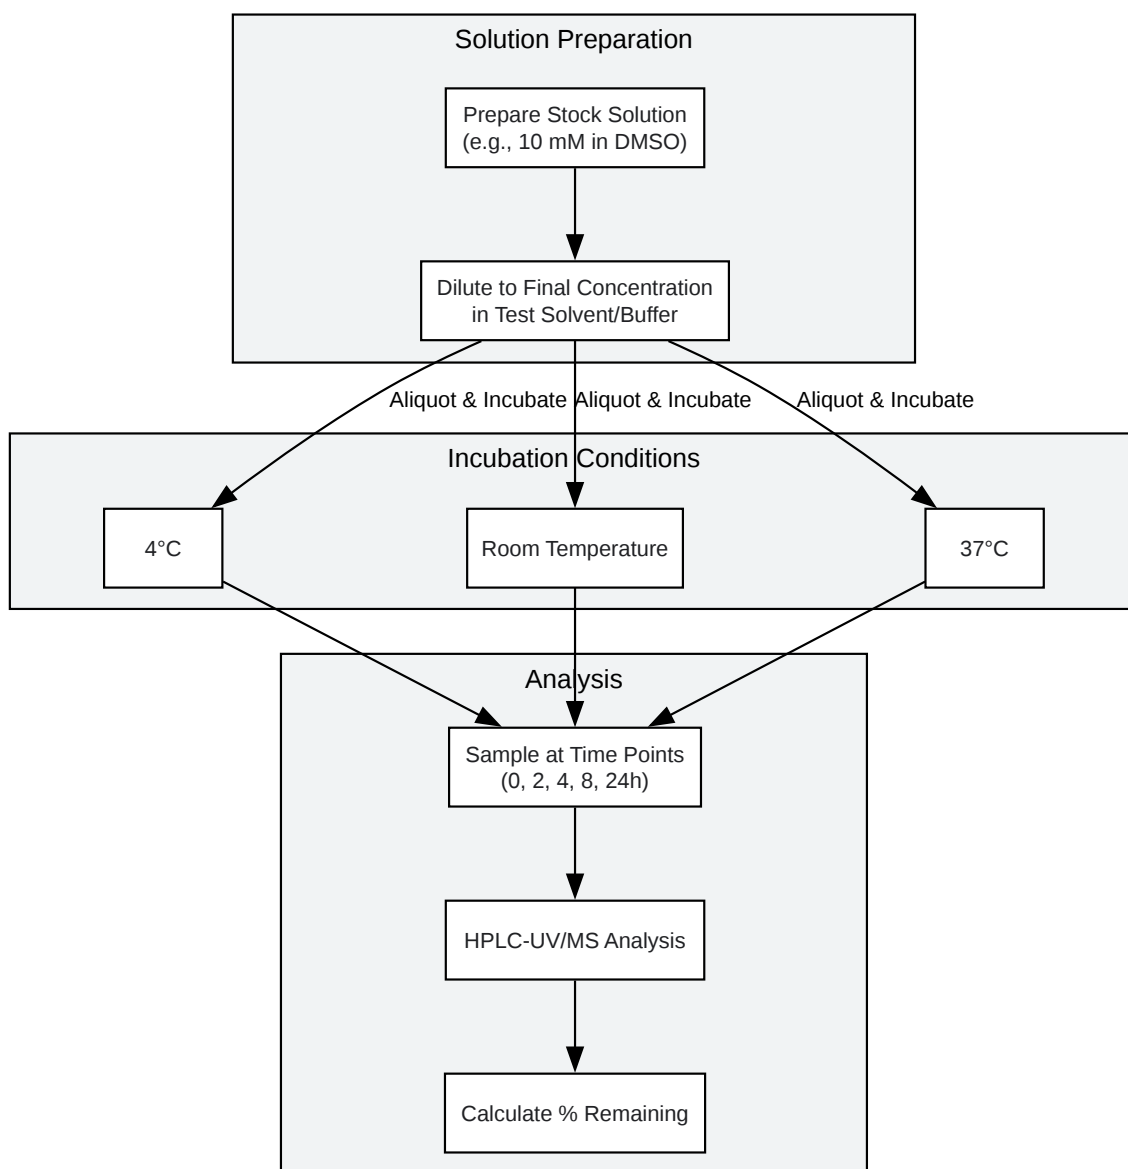 Solution Preparation
Prepare Stock Solution
(e.g., 10 mM in DMSO)
Dilute to Final Concentration
in Test Solvent/Buffer
Aliquot & Incubate
Aliquot & Incubate
Aliquot & Incubate
Incubation Conditions
4°C
Room Temperature
37°C
Analysis
Sample at Time Points
(0, 2, 4, 8, 24h)
HPLC-UV/MS Analysis
Calculate % Remaining